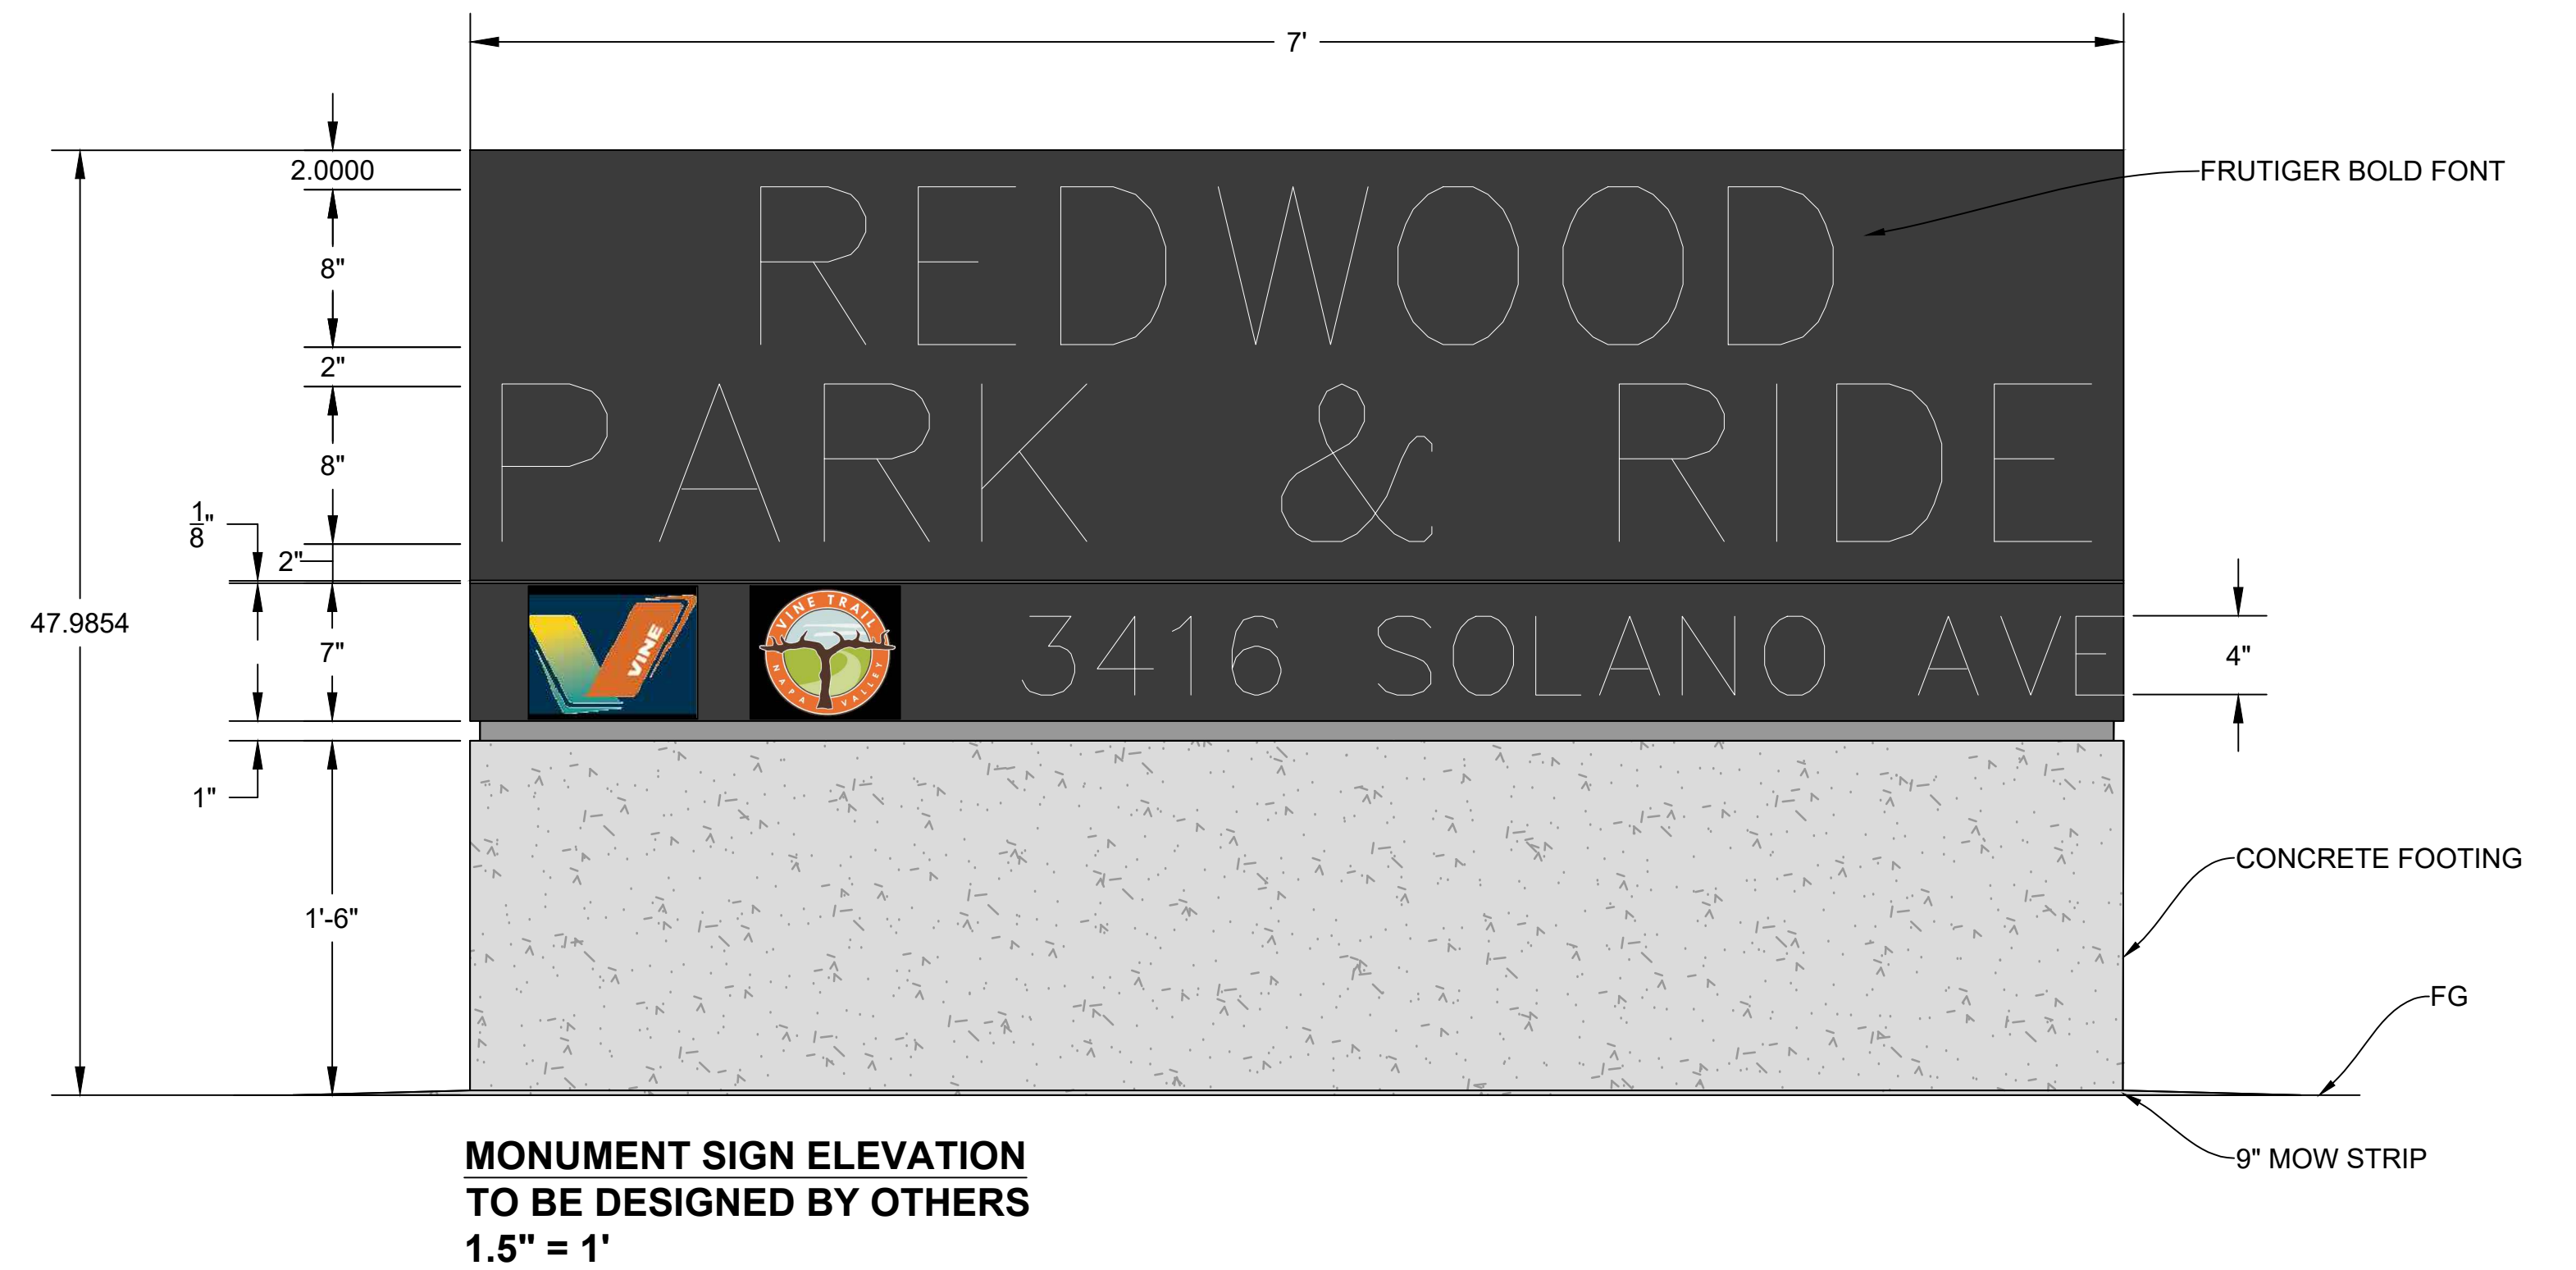 7'
2.0000
FRUTIGER BOLD FONT
REDWOOD
8"
2"
PARK & RIDE
8"
1/8"
2"
47.9854
7"
VINE
VINE TRAIL
NAPA VALLEY
3416 SOLANO AVE
4"
1"
CONCRETE FOOTING
1'-6"
FG
9" MOW STRIP
MONUMENT SIGN ELEVATION
TO BE DESIGNED BY OTHERS
1.5" = 1'